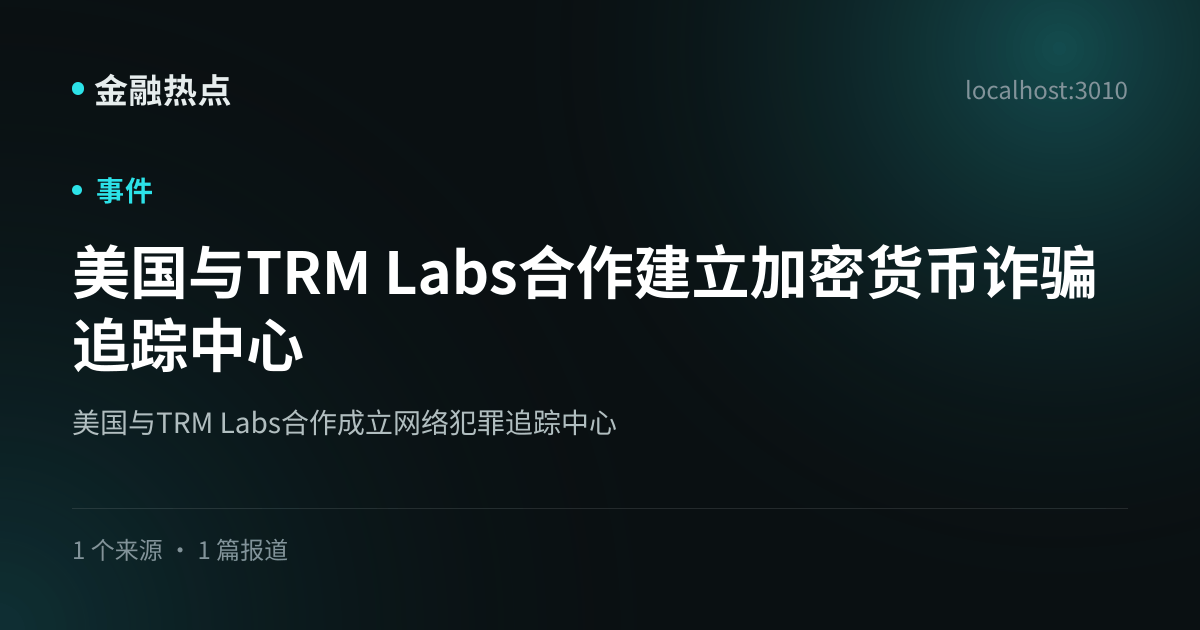 金融热点
localhost:3010
事件
美国与TRM Labs合作建立加密货币诈骗
追踪中心
美国与TRM Labs合作成立网络犯罪追踪中心
1 个来源 · 1 篇报道